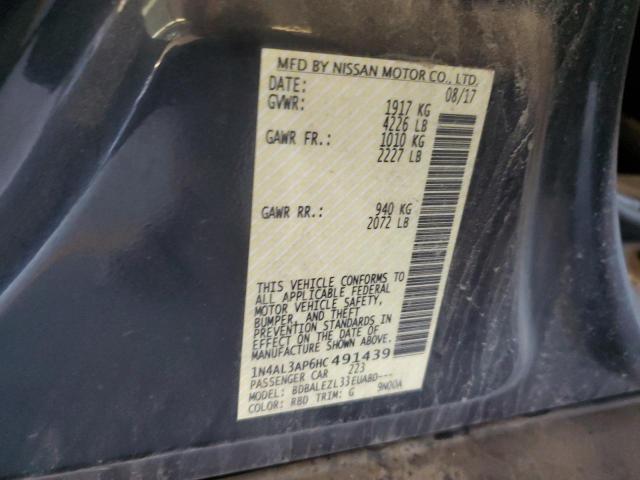 MFD BY NISSAN MOTOR CO., LTD.
DATE: 08/17
GVWR: 1917 KG
4226 LB
GAWR FR.: 1010 KG
2227 LB
GAWR RR.: 940 KG
2072 LB
THIS VEHICLE CONFORMS TO
ALL APPLICABLE FEDERAL
MOTOR VEHICLE SAFETY,
BUMPER, AND THEFT
PREVENTION STANDARDS IN
EFFECT ON THE DATE OF
MANUFACTURE SHOWN ABOVE.
1N4AL3AP6HC491439
PASSENGER CAR 223
MODEL: BDBALEZL33EUA8D---
COLOR: RBD TRIM: G 9N00A